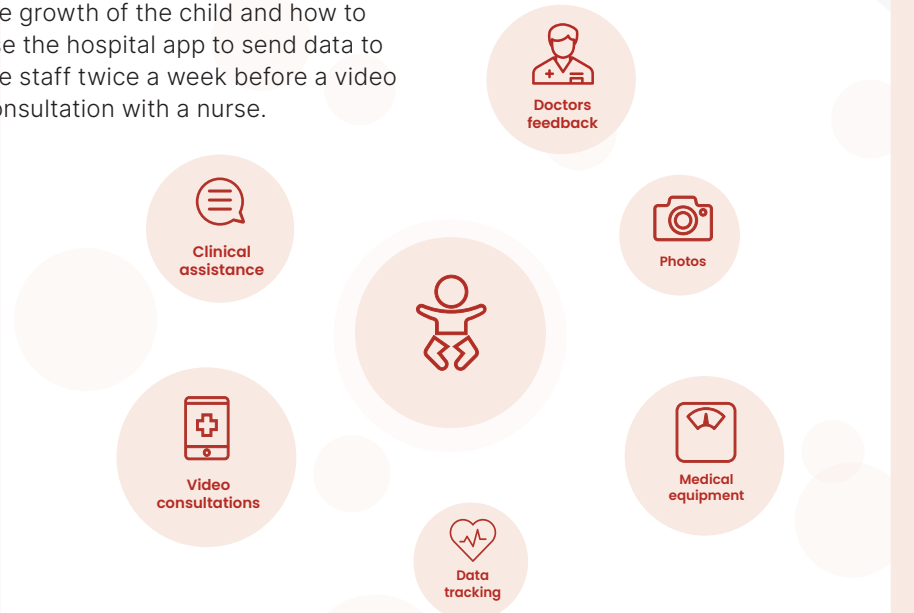 e growth of the child and how to
se the hospital app to send data to
e staff twice a week before a video
onsultation with a nurse.
Doctors
feedback
Clinical
assistance
Photos
Video
consultations
Medical
equipment
Data
tracking